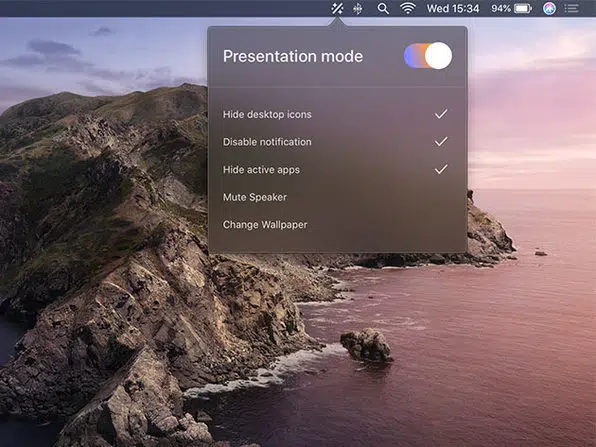 Wed 15:34
94%
Presentation mode
Hide desktop icons
Disable notification
Hide active apps
Mute Speaker
Change Wallpaper